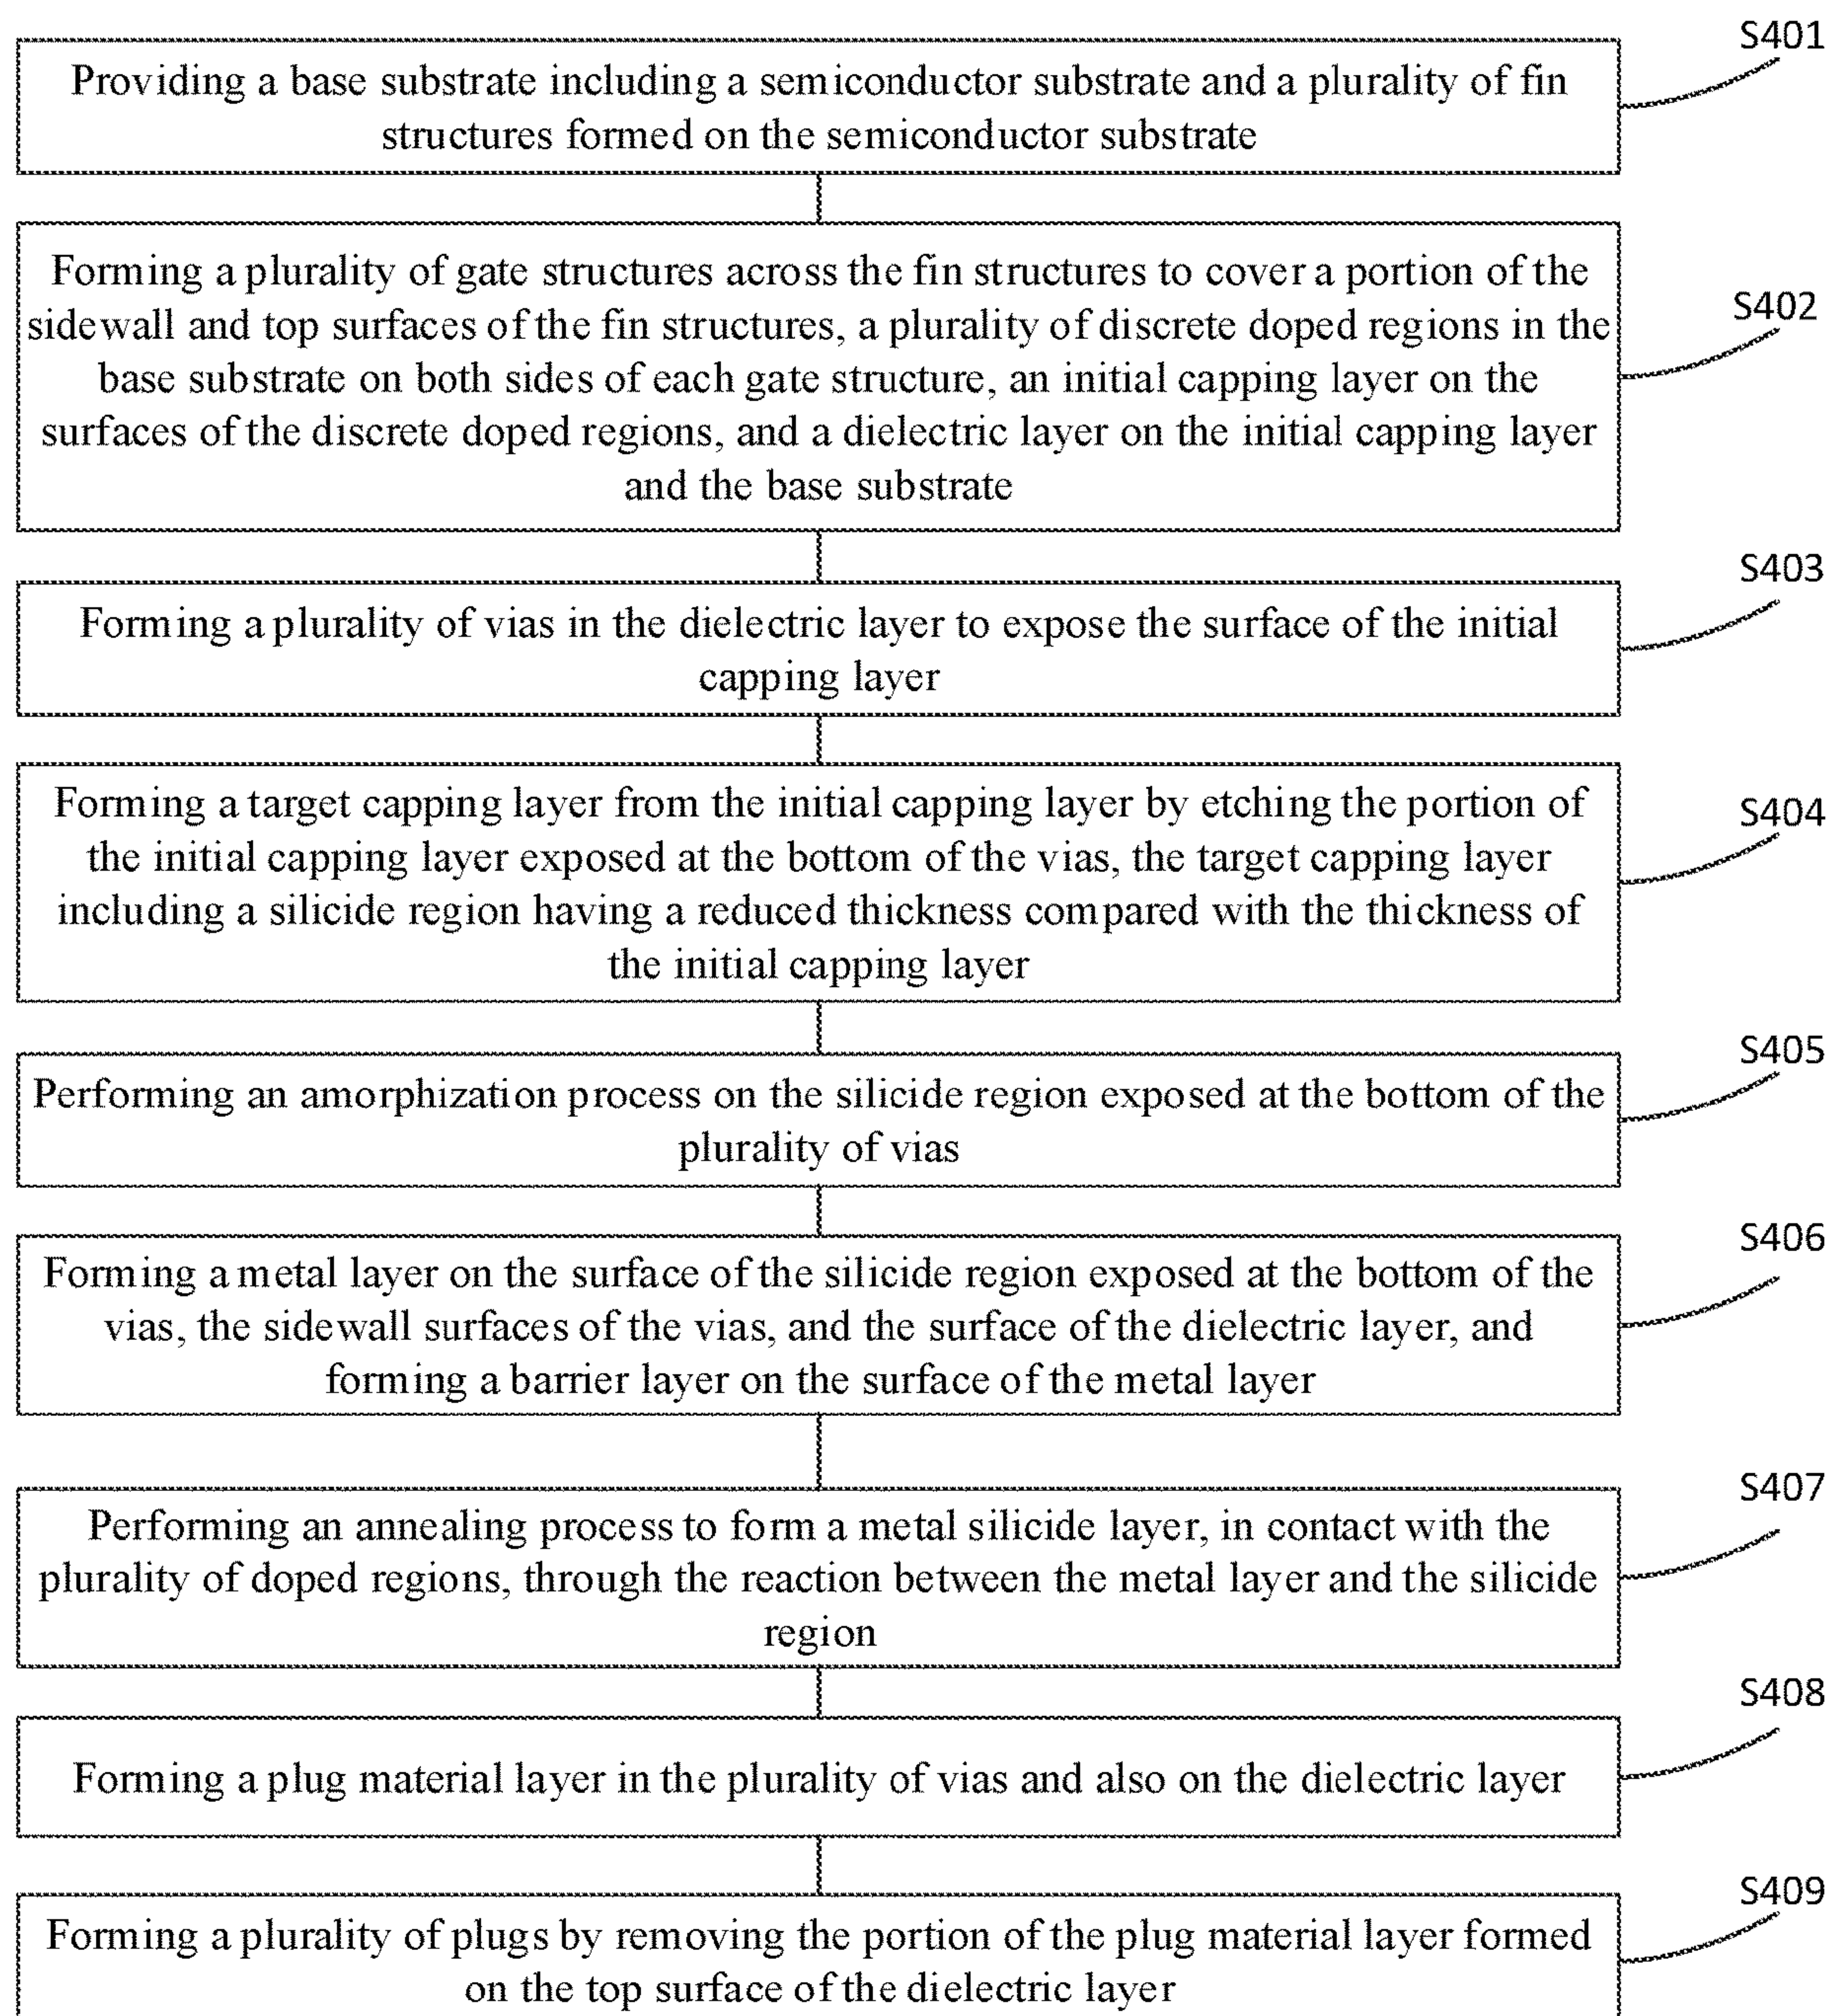 S401
Providing a base substrate including a semiconductor substrate and a plurality of fin
structures formed on the semiconductor substrate
S402
Forming a plurality of gate structures across the fin structures to cover a portion of the
sidewall and top surfaces of the fin structures, a plurality of discrete doped regions in the
base substrate on both sides of each gate structure, an initial capping layer on the
surfaces of the discrete doped regions, and a dielectric layer on the initial capping layer
and the base substrate
S403
Forming a plurality of vias in the dielectric layer to expose the surface of the initial
capping layer
S404
Forming a target capping layer from the initial capping layer by etching the portion of
the initial capping layer exposed at the bottom of the vias, the target capping layer
including a silicide region having a reduced thickness compared with the thickness of
the initial capping layer
S405
Performing an amorphization process on the silicide region exposed at the bottom of the
plurality of vias
S406
Forming a metal layer on the surface of the silicide region exposed at the bottom of the
vias, the sidewall surfaces of the vias, and the surface of the dielectric layer, and
forming a barrier layer on the surface of the metal layer
S407
Performing an annealing process to form a metal silicide layer, in contact with the
plurality of doped regions, through the reaction between the metal layer and the silicide
region
S408
Forming a plug material layer in the plurality of vias and also on the dielectric layer
S409
Forming a plurality of plugs by removing the portion of the plug material layer formed
on the top surface of the dielectric layer